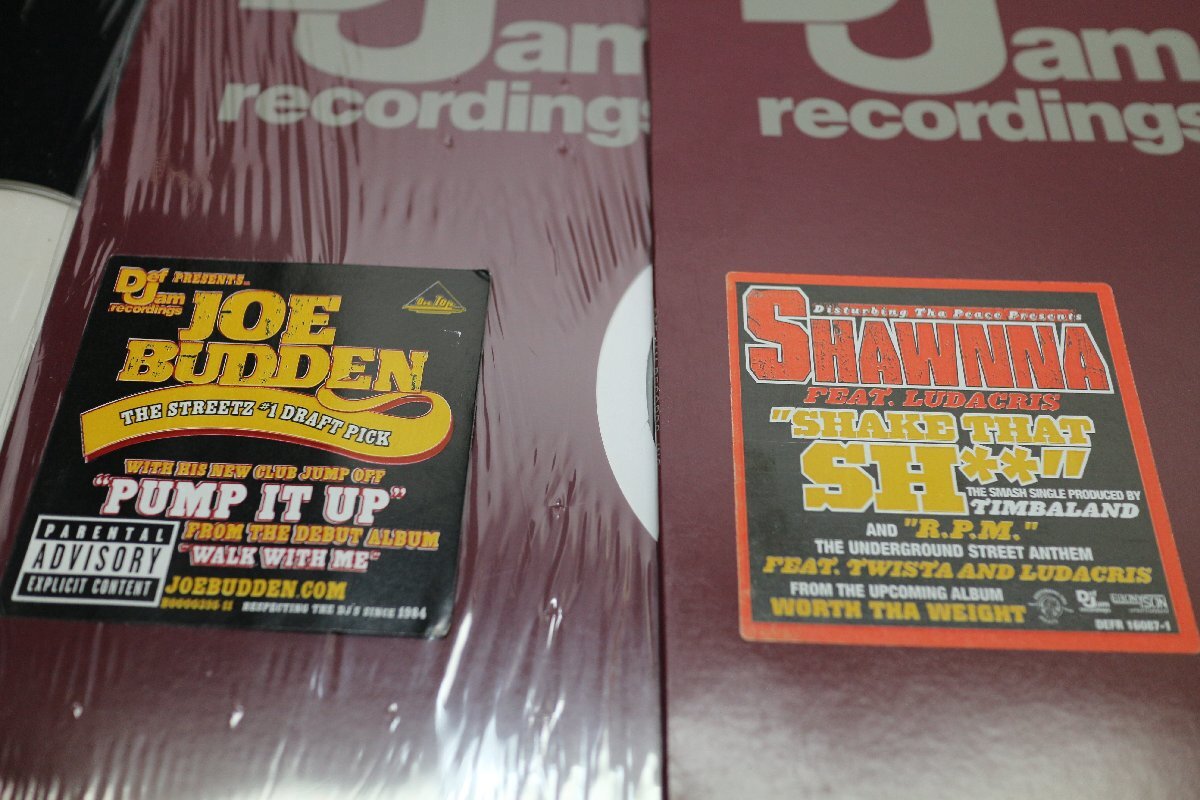 Def Jam
recordings
Def Jam
recordings
Def Jam
recordings
PRESENTS...
JOE
BUDDEN
THE STREETZ #1 DRAFT PICK
WITH HIS NEW CLUB JUMP OFF
"PUMP IT UP"
FROM THE DEBUT ALBUM
"WALK WITH ME"
PARENTAL
ADVISORY
EXPLICIT CONTENT
JOEBUDDEN.COM
RESPECTING THE DJ'S SINCE 1984
Disturbing Tha Peace Presents
SHAWNNA
FEAT. LUDACRIS
"SHAKE THAT
SH**"
THE SMASH SINGLE PRODUCED BY
TIMBALAND
AND "R.P.M."
THE UNDERGROUND STREET ANTHEM
FEAT. TWISTA AND LUDACRIS
FROM THE UPCOMING ALBUM
WORTH THA WEIGHT
DEFR 16087-1